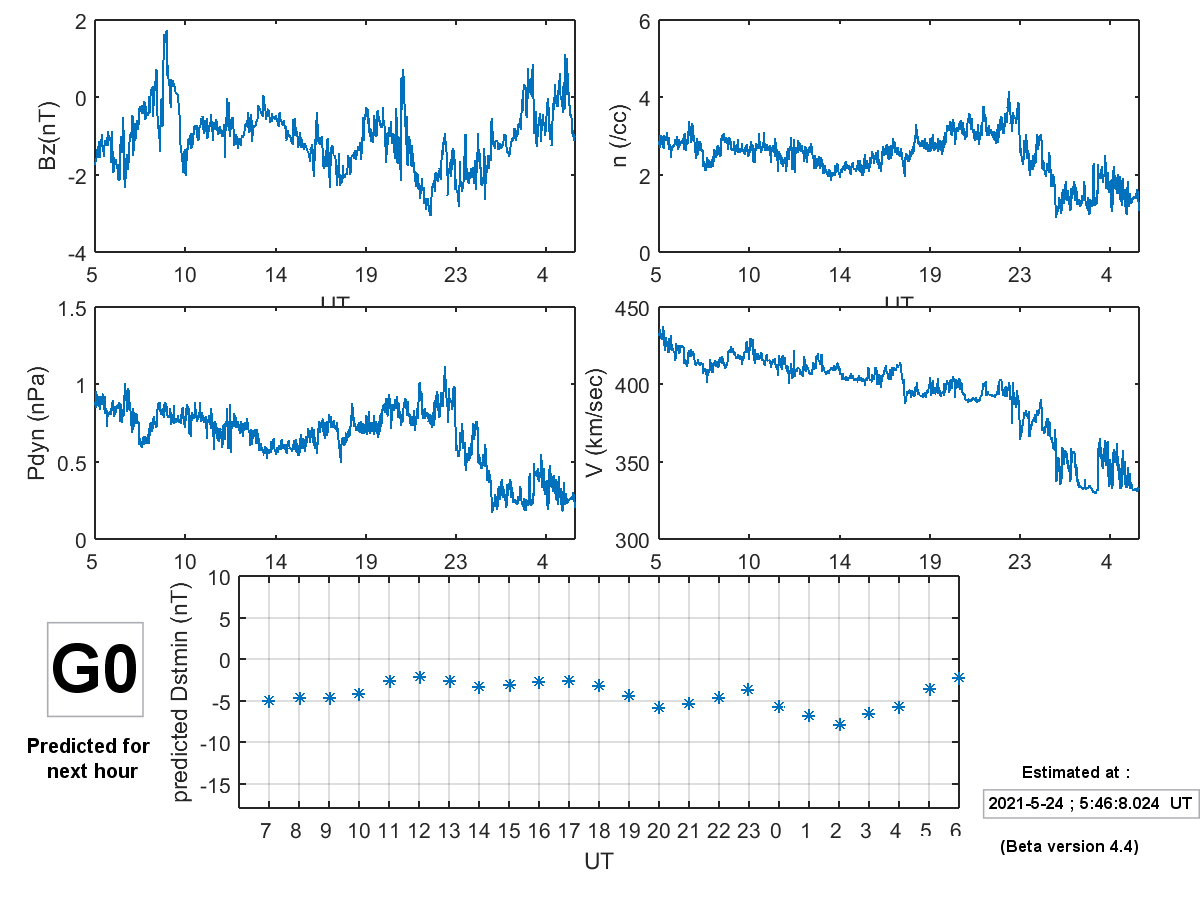 2
0
-2
-4
Bz(nT)
5 10 14 19 23 4
UT
6
4
2
0
n (/cc)
5 10 14 19 23 4
UT
1.5
1
0.5
0
Pdyn (nPa)
5 10 14 19 23 4
450
400
350
300
V (km/sec)
5 10 14 19 23 4
10
5
0
-5
-10
-15
predicted Dstmin (nT)
7 8 9 10 11 12 13 14 15 16 17 18 19 20 21 22 23 0 1 2 3 4 5 6
UT
G0
Predicted for
next hour
Estimated at :
2021-5-24 ; 5:46:8.024 UT
(Beta version 4.4)